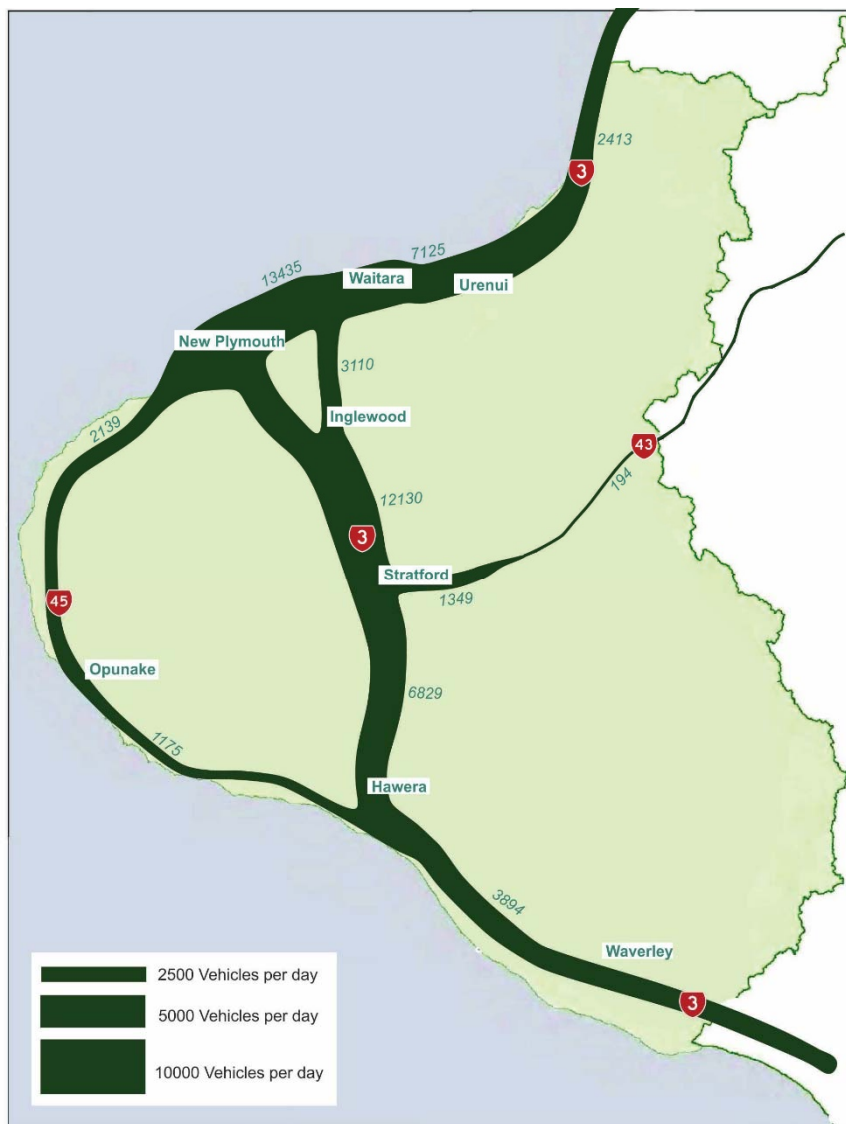 2413
3
7125
13435
Waitara
Urenui
New Plymouth
3110
Inglewood
2139
43
194
12130
3
Stratford
1349
45
Opunake
6829
1175
Hawera
3894
Waverley
3
2500 Vehicles per day
5000 Vehicles per day
10000 Vehicles per day